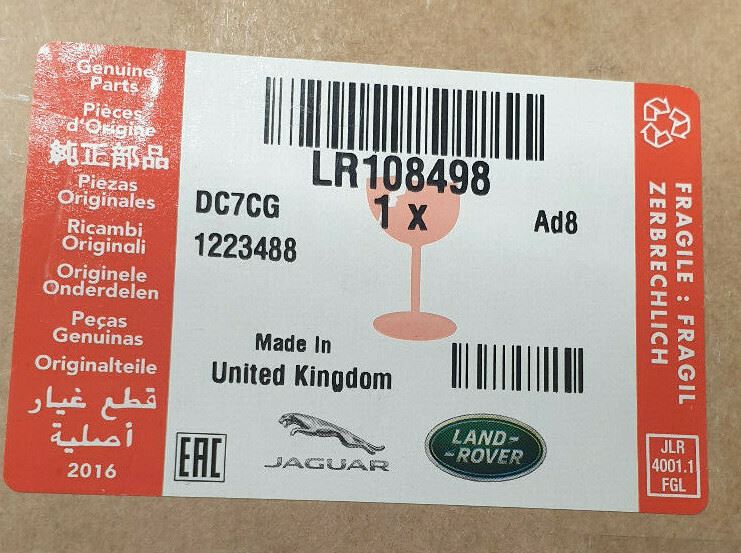 Genuine
Parts
Pièces
d'Origine
純正部品
Piezas
Originales
Ricambi
Originali
Originele
Onderdelen
Peças
Genuinas
Originalteile
قطع غيار
أصلية
2016
LR108498
1 x
DC7CG
Ad8
1223488
Made In
United Kingdom
EAC
JAGUAR
LAND-
-ROVER
FRAGILE : FRAGIL
ZERBRECHLICH
JLR
4001.1
FGL